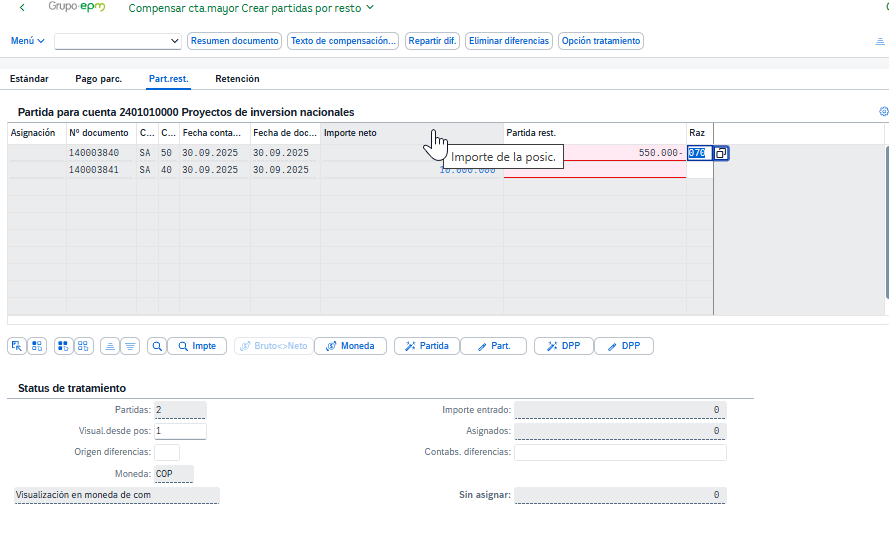 Grupo·epm Compensar cta.mayor Crear partidas por resto
Menú Resumen documento Texto de compensación... Repartir dif. Eliminar diferencias Opción tratamiento
Estándar Pago parc. Part.rest. Retención
Partida para cuenta 2401010000 Proyectos de inversion nacionales
Asignación Nº documento C... C... Fecha conta... Fecha de doc... Importe neto Partida rest. Raz
140003840 SA 50 30.09.2025 30.09.2025 550.000- 070
Importe de la posic.
140003841 SA 40 30.09.2025 30.09.2025 10.000.000
Impte Bruto<>Neto Moneda Partida Part. DPP DPP
Status de tratamiento
Partidas: 2 Importe entrado: 0
Visual.desde pos: 1 Asignados: 0
Origen diferencias: Contabs. diferencias:
Moneda: COP
Visualización en moneda de com Sin asignar: 0